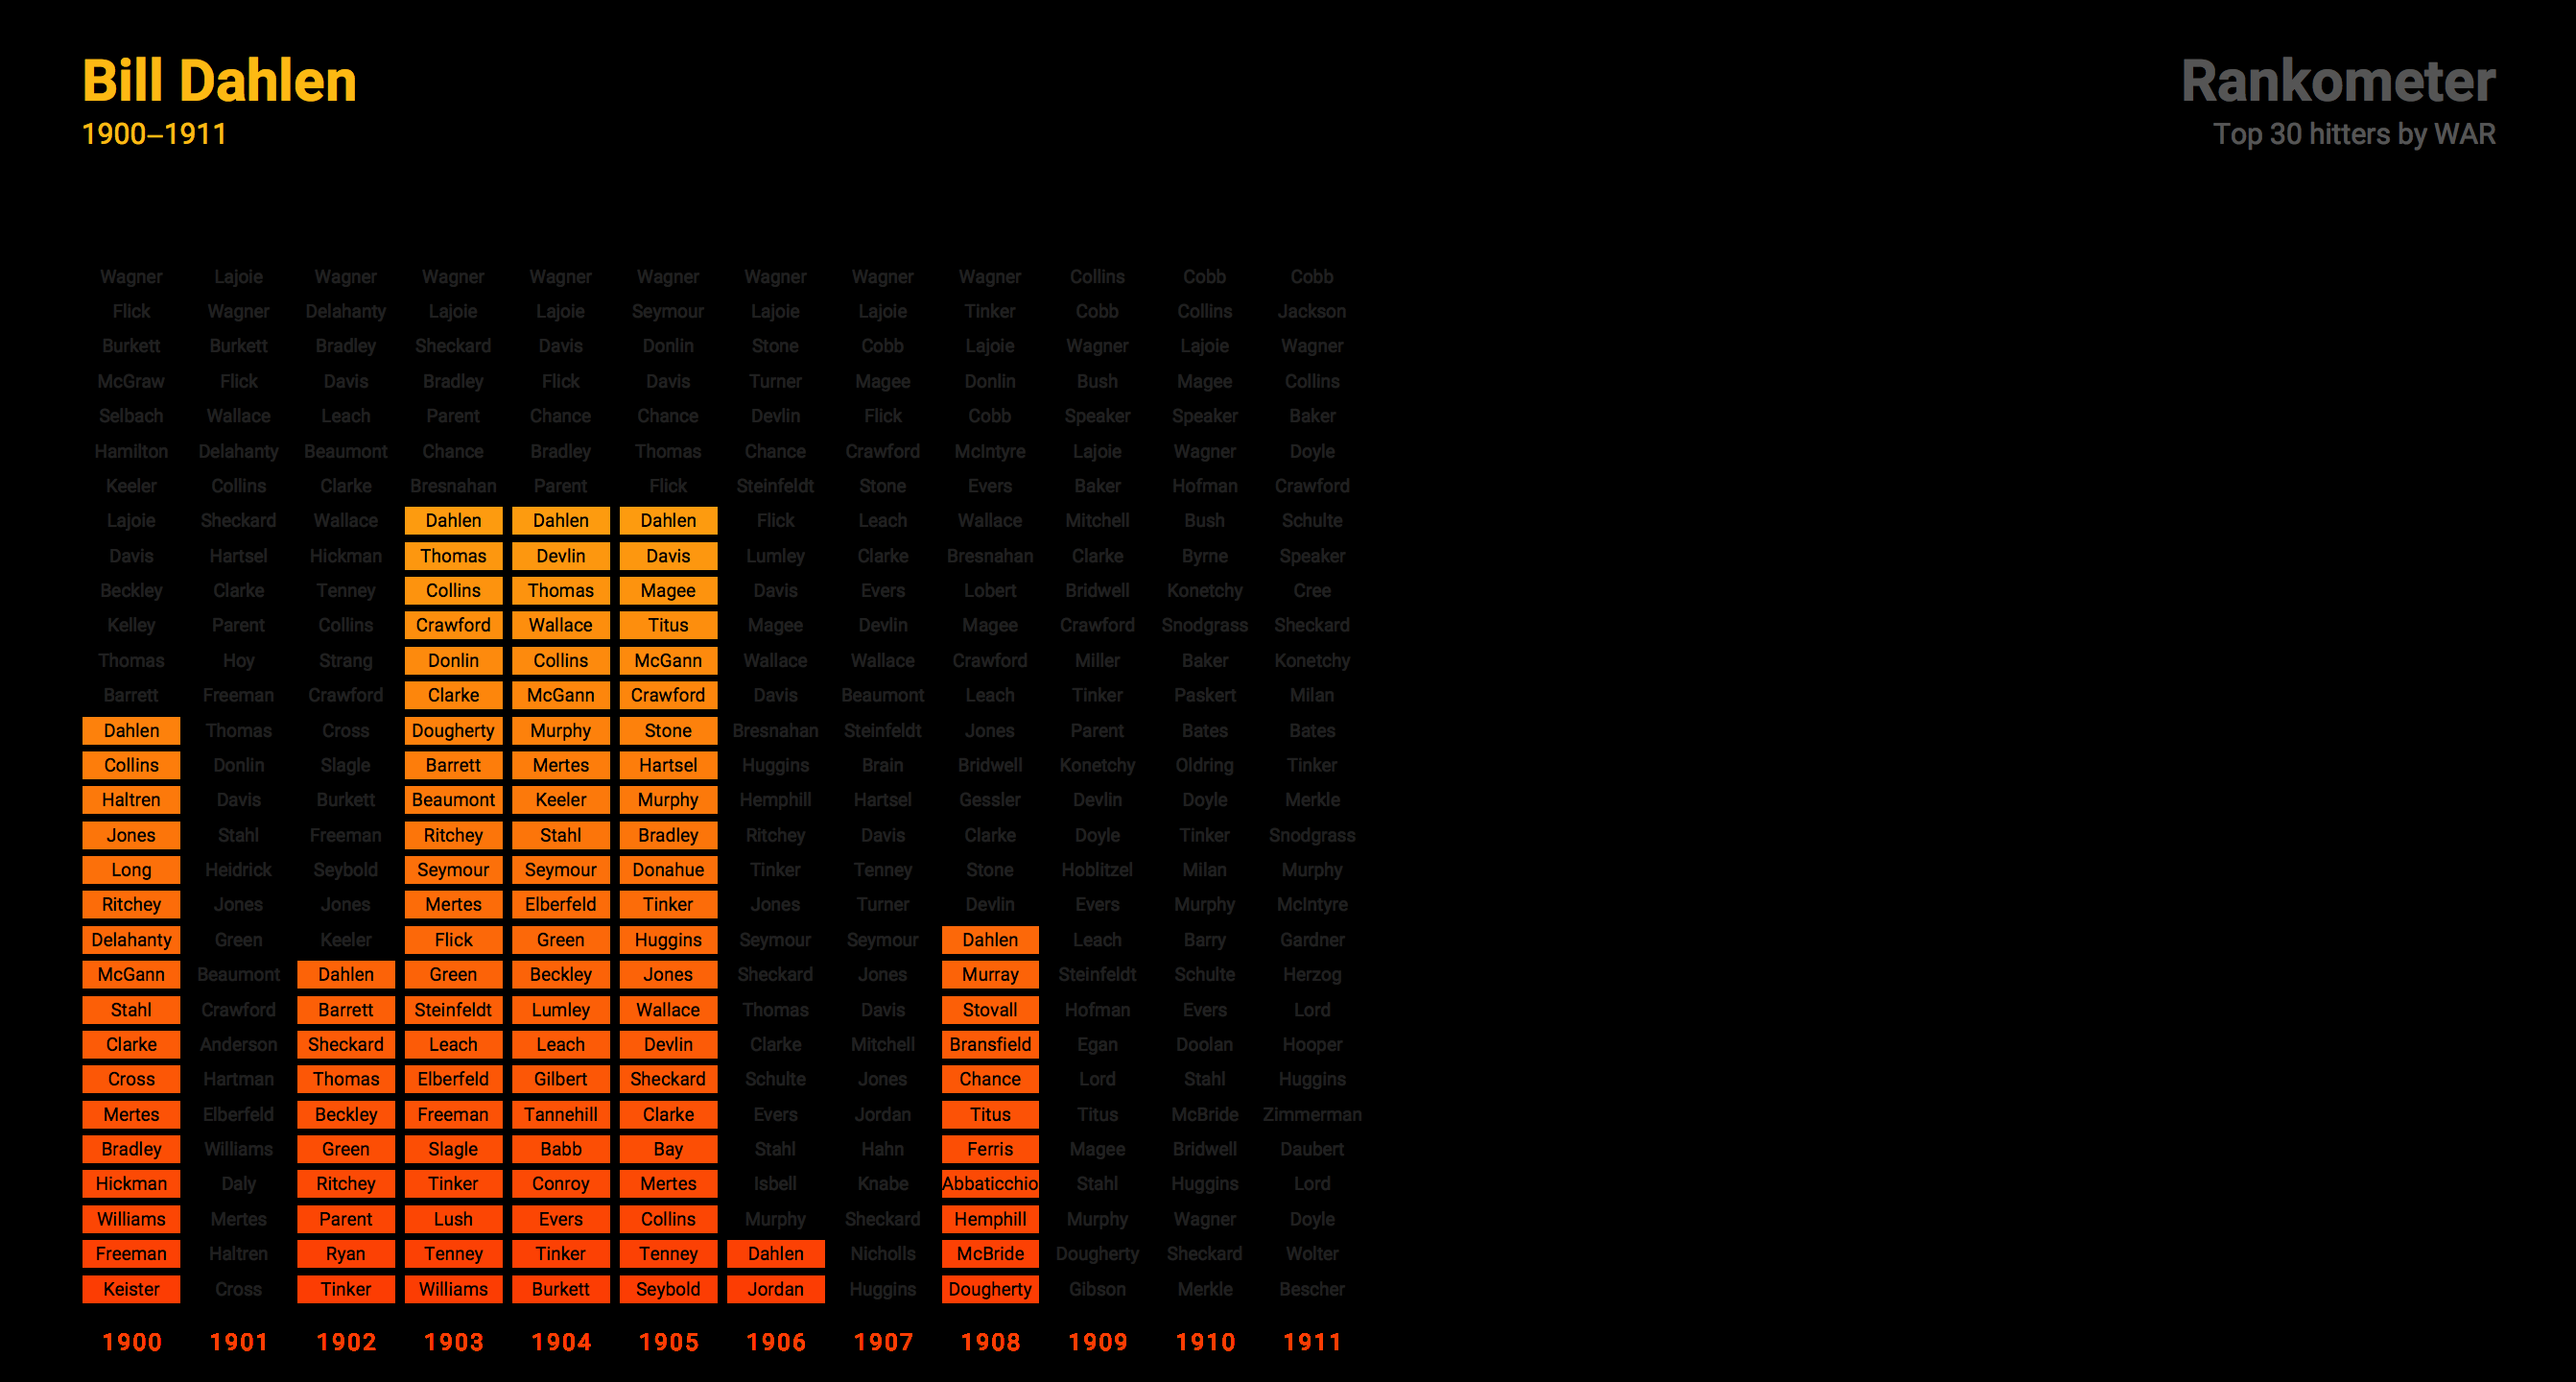 Bill Dahlen
1900–1911
Rankometer
Top 30 hitters by WAR
Wagner Lajoie Wagner Wagner Wagner Wagner Wagner Wagner Wagner Collins Cobb Cobb
Flick Wagner Delahanty Lajoie Lajoie Seymour Lajoie Lajoie Tinker Cobb Collins Jackson
Burkett Burkett Bradley Sheckard Davis Donlin Stone Cobb Lajoie Wagner Lajoie Wagner
McGraw Flick Davis Bradley Flick Davis Turner Magee Donlin Bush Magee Collins
Selbach Wallace Leach Parent Chance Chance Devlin Flick Cobb Speaker Speaker Baker
Hamilton Delahanty Beaumont Chance Bradley Thomas Chance Crawford McIntyre Lajoie Wagner Doyle
Keeler Collins Clarke Bresnahan Parent Flick Steinfeldt Stone Evers Baker Hofman Crawford
Lajoie Sheckard Wallace Dahlen Dahlen Dahlen Flick Leach Wallace Mitchell Bush Schulte
Davis Hartsel Hickman Thomas Devlin Davis Lumley Clarke Bresnahan Clarke Byrne Speaker
Beckley Clarke Tenney Collins Thomas Magee Davis Evers Lobert Bridwell Konetchy Cree
Kelley Parent Collins Crawford Wallace Titus Magee Devlin Magee Crawford Snodgrass Sheckard
Thomas Hoy Strang Donlin Collins McGann Wallace Wallace Crawford Miller Baker Konetchy
Barrett Freeman Crawford Clarke McGann Crawford Davis Beaumont Leach Tinker Paskert Milan
Dahlen Thomas Cross Dougherty Murphy Stone Bresnahan Steinfeldt Jones Parent Bates Bates
Collins Donlin Slagle Barrett Mertes Hartsel Huggins Brain Bridwell Konetchy Oldring Tinker
Haltren Davis Burkett Beaumont Keeler Murphy Hemphill Hartsel Gessler Devlin Doyle Merkle
Jones Stahl Freeman Ritchey Stahl Bradley Ritchey Davis Clarke Doyle Tinker Snodgrass
Long Heidrick Seybold Seymour Seymour Donahue Tinker Tenney Stone Hoblitzel Milan Murphy
Ritchey Jones Jones Mertes Elberfeld Tinker Jones Turner Devlin Evers Murphy McIntyre
Delahanty Green Keeler Flick Green Huggins Seymour Seymour Dahlen Leach Barry Gardner
McGann Beaumont Dahlen Green Beckley Jones Sheckard Jones Murray Steinfeldt Schulte Herzog
Stahl Crawford Barrett Steinfeldt Lumley Wallace Thomas Davis Stovall Hofman Evers Lord
Clarke Anderson Sheckard Leach Leach Devlin Clarke Mitchell Bransfield Egan Doolan Hooper
Cross Hartman Thomas Elberfeld Gilbert Sheckard Schulte Jones Chance Lord Stahl Huggins
Mertes Elberfeld Beckley Freeman Tannehill Clarke Evers Jordan Titus Titus McBride Zimmerman
Bradley Williams Green Slagle Babb Bay Stahl Hahn Ferris Magee Bridwell Daubert
Hickman Daly Ritchey Tinker Conroy Mertes Isbell Knabe Abbaticchio Stahl Huggins Lord
Williams Mertes Parent Lush Evers Collins Murphy Sheckard Hemphill Murphy Wagner Doyle
Freeman Haltren Ryan Tenney Tinker Tenney Dahlen Nicholls McBride Dougherty Sheckard Wolter
Keister Cross Tinker Williams Burkett Seybold Jordan Huggins Dougherty Gibson Merkle Bescher
1900 1901 1902 1903 1904 1905 1906 1907 1908 1909 1910 1911